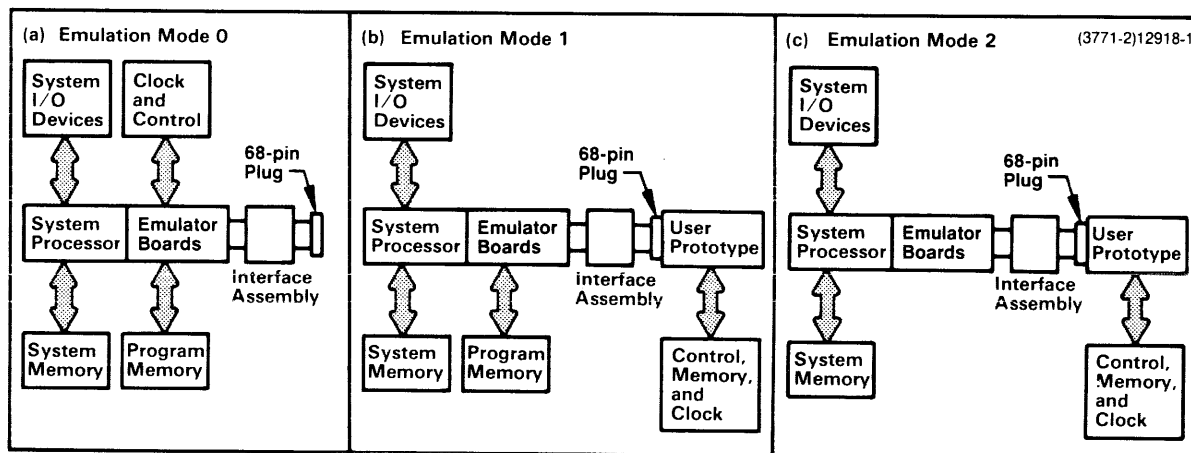 (a) Emulation Mode 0
System
I/O
Devices
Clock
and
Control
68-pin
Plug
System
Processor
Emulator
Boards
Interface
Assembly
System
Memory
Program
Memory
(b) Emulation Mode 1
System
I/O
Devices
68-pin
Plug
System
Processor
Emulator
Boards
User
Prototype
Interface
Assembly
System
Memory
Program
Memory
Control,
Memory,
and
Clock
(c) Emulation Mode 2
(3771-2)12918-1
System
I/O
Devices
68-pin
Plug
System
Processor
Emulator
Boards
User
Prototype
Interface
Assembly
System
Memory
Control,
Memory,
and
Clock